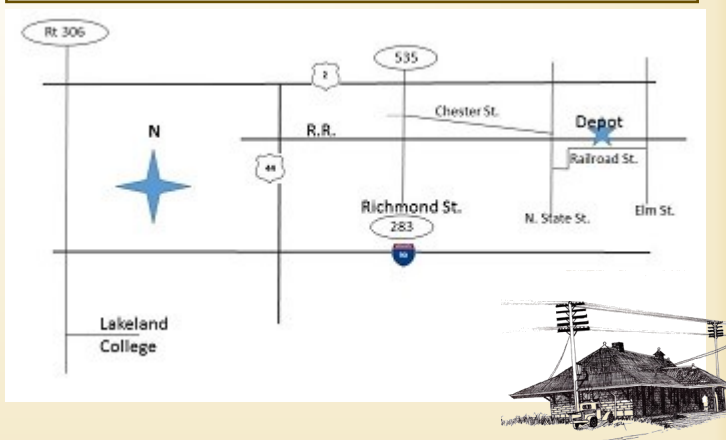 Rt 306
535
2
Chester St.
Depot
N
R.R.
44
Railroad St.
Richmond St.
N. State St.
Elm St.
283
90
Lakeland
College